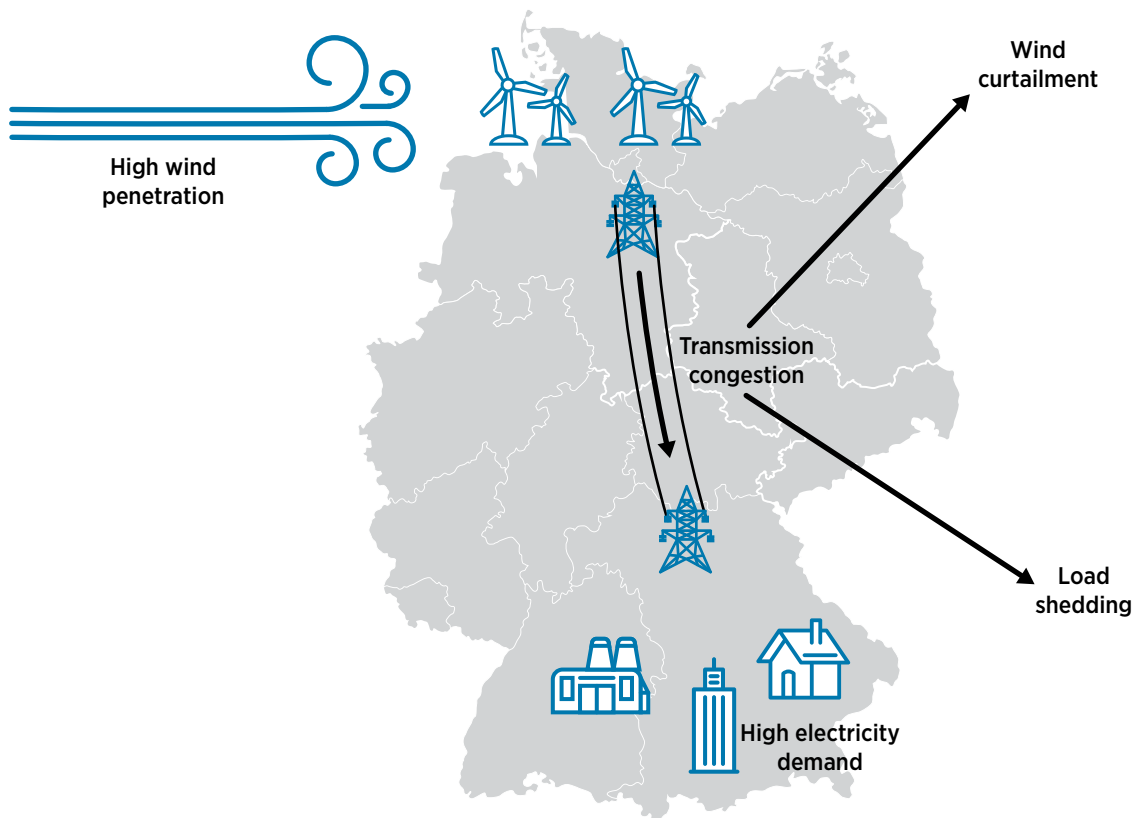 Wind
curtailment
High wind
penetration
Transmission
congestion
Load
shedding
High electricity
demand